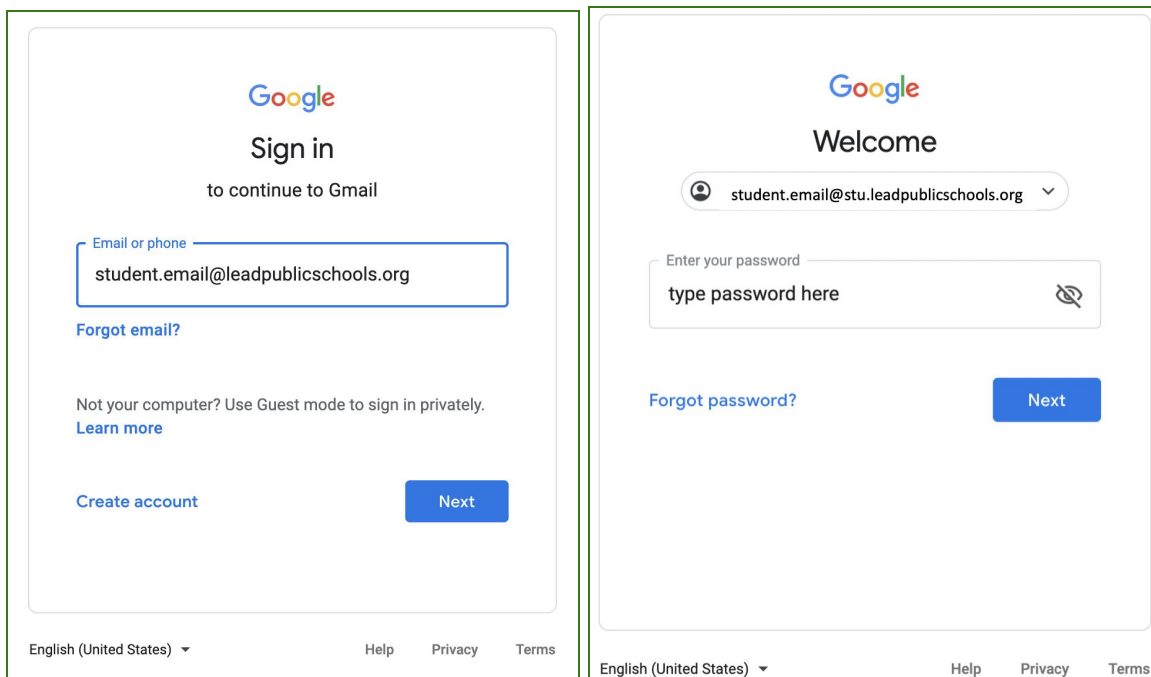 Google
Sign in
to continue to Gmail
Email or phone
student.email@leadpublicschools.org
Forgot email?
Not your computer? Use Guest mode to sign in privately.
Learn more
Create account
Next
English (United States)
Help
Privacy
Terms
Google
Welcome
student.email@stu.leadpublicschools.org
Enter your password
type password here
Forgot password?
Next
English (United States)
Help
Privacy
Terms